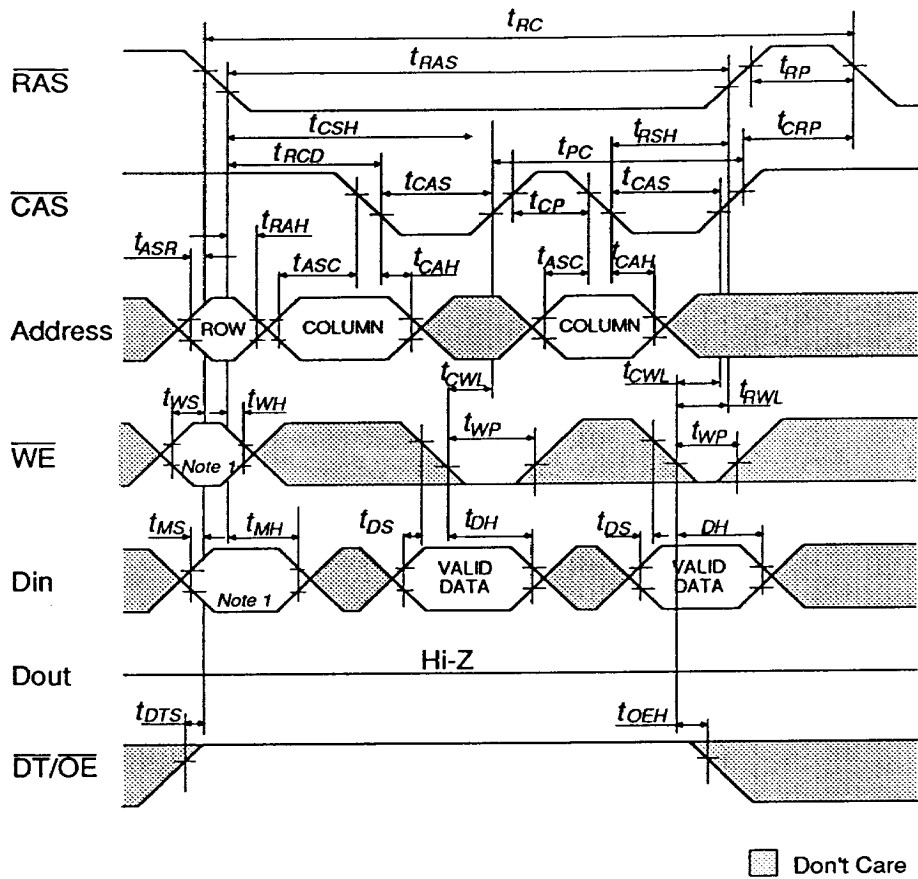 tRC
RAS tRAS tRP
tCSH tRSH tCRP
tRCD tPC
CAS tCAS tCP tCAS
tASR tRAH tASC tCAH tASC tCAH
Address ROW COLUMN COLUMN
tCWL tCWL
tWS tWH tWP tWP tRWL
WE Note 1
tMS tMH tDS tDH tDS DH
Din Note 1 VALID DATA VALID DATA
Dout Hi-Z
tDTS tOEH
DT/OE
Don't Care